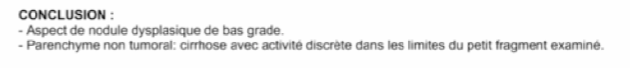 CONCLUSION :
- Aspect de nodule dysplasique de bas grade.
- Parenchyme non tumoral: cirrhose avec activité discrète dans les limites du petit fragment examiné.